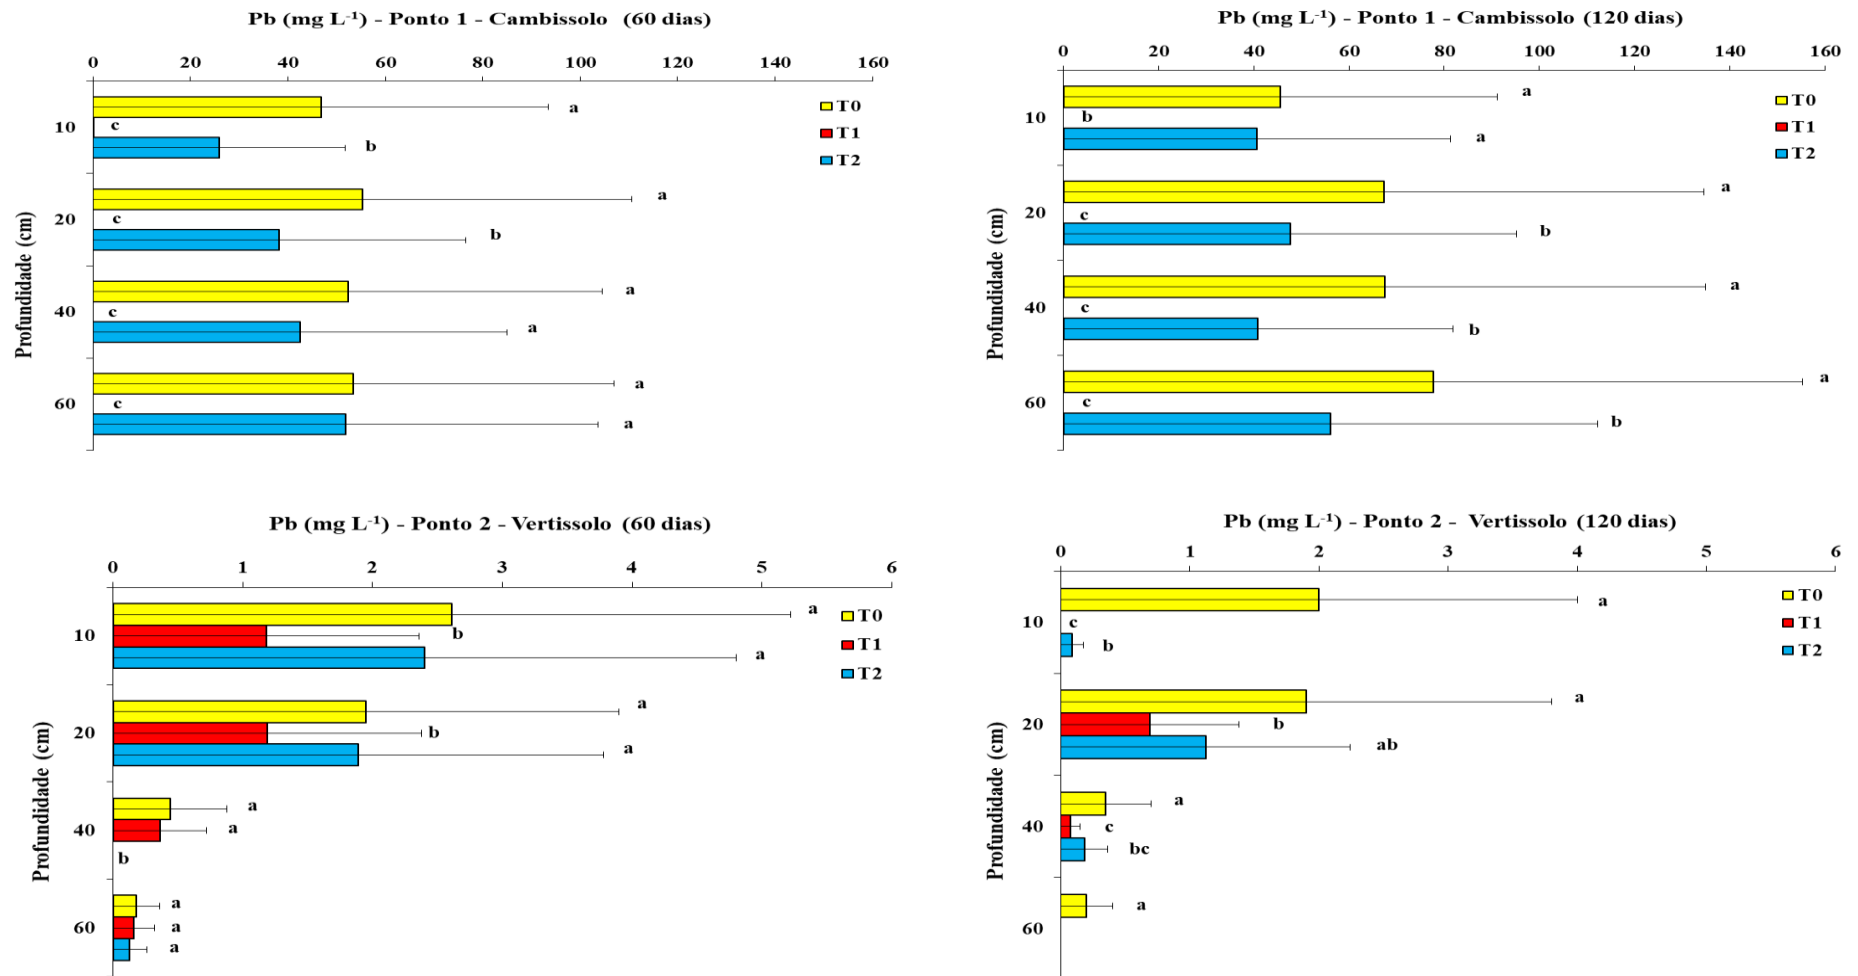 Pb (mg L⁻¹) - Ponto 1 - Cambissolo (60 dias)
0 20 40 60 80 100 120 140 160
Profundidade (cm)
10
20
40
60
a
c
b
a
c
b
a
c
a
a
c
a
T0
T1
T2
Pb (mg L⁻¹) - Ponto 1 - Cambissolo (120 dias)
0 20 40 60 80 100 120 140 160
Profundidade (cm)
10
20
40
60
a
b
a
a
c
b
a
c
b
a
c
b
T0
T1
T2
Pb (mg L⁻¹) - Ponto 2 - Vertissolo (60 dias)
0 1 2 3 4 5 6
Profundidade (cm)
10
20
40
60
a
b
a
a
b
a
a
a
b
a
a
a
T0
T1
T2
Pb (mg L⁻¹) - Ponto 2 - Vertissolo (120 dias)
0 1 2 3 4 5 6
Profundidade (cm)
10
20
40
60
a
c
b
a
b
ab
a
c
bc
a
T0
T1
T2